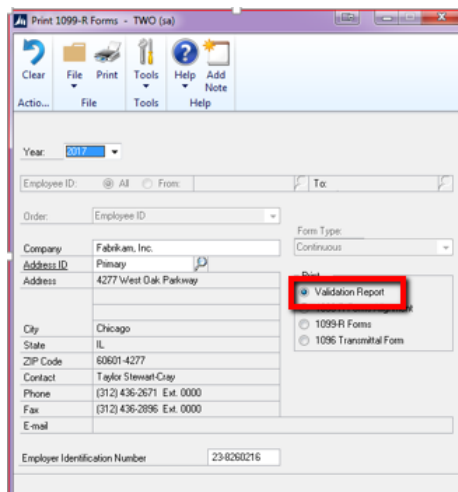 Print 1099-R Forms - TWO (sa)
Clear File Print Tools Help Add Note
Actio... File Tools Help
Year: 2017
Employee ID: All From: To:
Order: Employee ID
Form Type:
Continuous
Company Fabrikam, Inc.
Address ID Primary
Address 4277 West Oak Parkway
Print
Validation Report
1099-R Forms Alignment
1099-R Forms
1096 Transmittal Form
City Chicago
State IL
ZIP Code 60601-4277
Contact Taylor Stewart-Cray
Phone (312) 436-2671 Ext. 0000
Fax (312) 436-2896 Ext. 0000
E-mail
Employer Identification Number 23-8260216